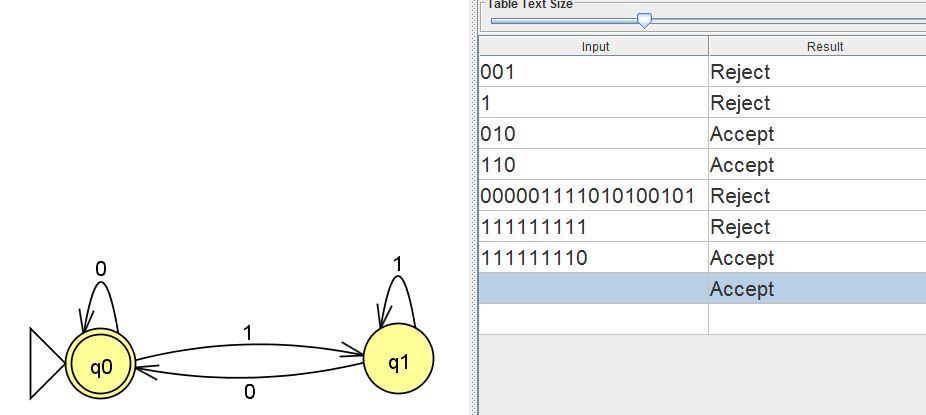 Table Text Size
Input Result
001 Reject
1 Reject
010 Accept
110 Accept
000001111010100101 Reject
111111111 Reject
111111110 Accept
Accept
0
1
1
q0
q1
0